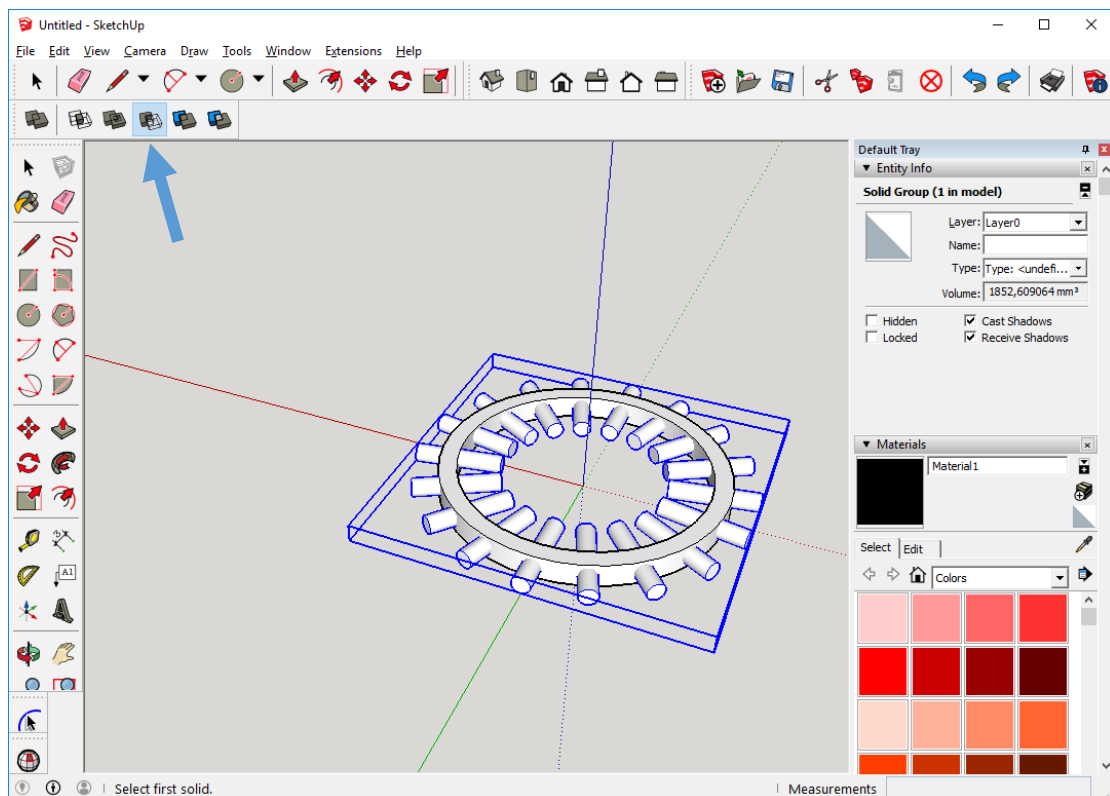 Untitled - SketchUp
File Edit View Camera Draw Tools Window Extensions Help
Default Tray
Entity Info
Solid Group (1 in model)
Layer: Layer0
Name:
Type: Type: <undefi...
Volume: 1852,609064 mm³
Hidden Cast Shadows
Locked Receive Shadows
Materials
Material1
Select Edit
Colors
A1
Select first solid.
Measurements